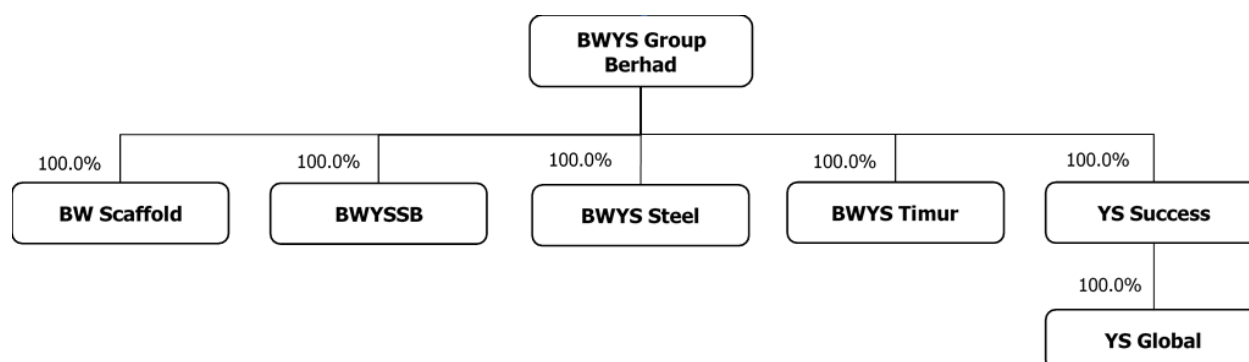 BWYS Group
Berhad
100.0%
100.0%
100.0%
100.0%
100.0%
BW Scaffold
BWYSSB
BWYS Steel
BWYS Timur
YS Success
100.0%
YS Global